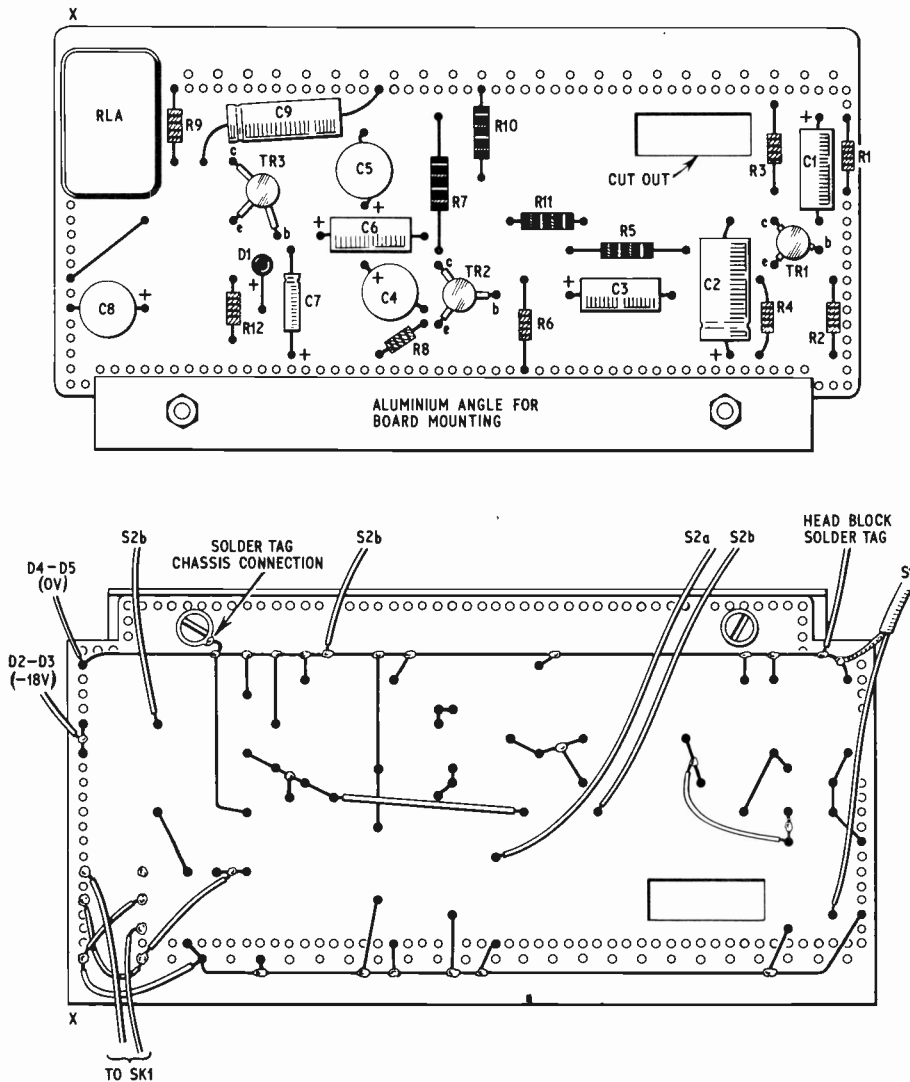 X
RLA
R9
C9
TR3
c
e
b
C5
R7
R10
CUT OUT
R3
C1
+
R1
R11
R5
C6
+
+
D1
+
C8
+
R12
C7
+
C4
+
R8
TR2
c
b
e
R6
C3
+
C2
+
TR1
c
b
e
R4
R2
ALUMINIUM ANGLE FOR
BOARD MOUNTING
D4-D5
(0V)
S2b
SOLDER TAG
CHASSIS CONNECTION
S2b
S2a
S2b
HEAD BLOCK
SOLDER TAG
D2-D3
(-18V)
X
TO SK1